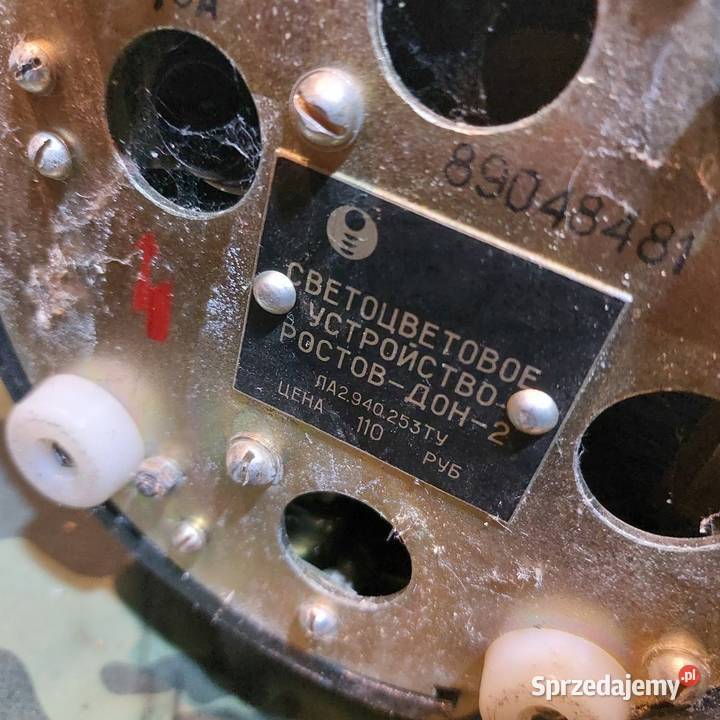 89048481
СВЕТОЦВЕТОВОЕ
УСТРОЙСТВО
РОСТОВ-ДОН-2
ЛА2.940.253ТУ
ЦЕНА 110 РУБ
Sprzedajemy.pl